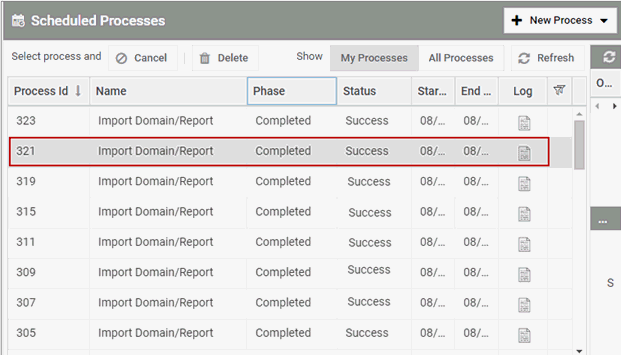 Scheduled Processes
+ New Process
Select process and Cancel Delete Show My Processes All Processes Refresh
Process Id Name Phase Status Star... End ... Log O...
323 Import Domain/Report Completed Success 08/... 08/...
321 Import Domain/Report Completed Success 08/... 08/...
319 Import Domain/Report Completed Success 08/... 08/...
315 Import Domain/Report Completed Success 08/... 08/...
311 Import Domain/Report Completed Success 08/... 08/...
...
309 Import Domain/Report Completed Success 08/... 08/...
S
307 Import Domain/Report Completed Success 08/... 08/...
305 Import Domain/Report Completed Success 08/... 08/...